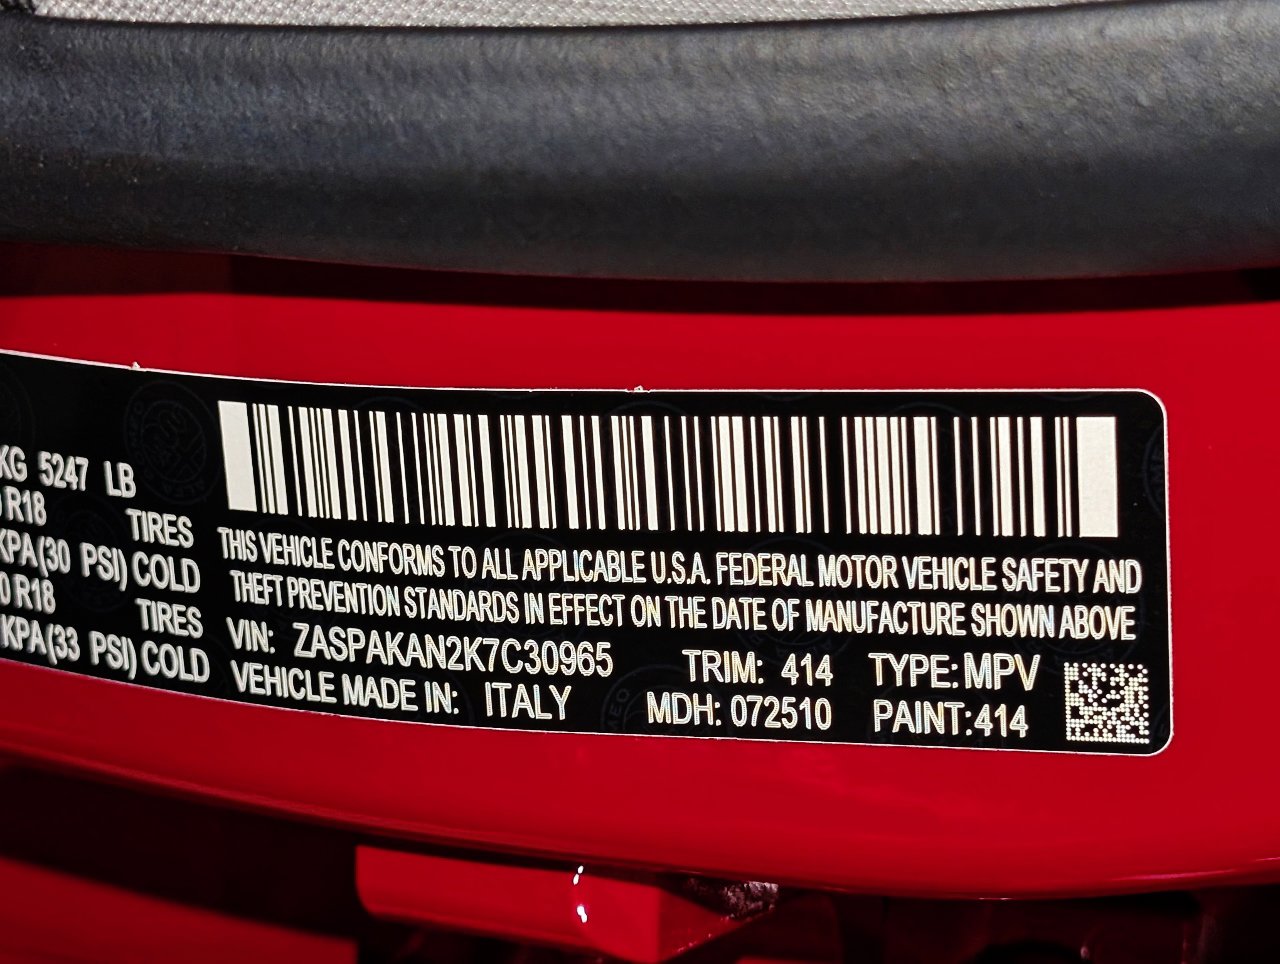 KG 5247 LB
R18 TIRES
KPA(30 PSI) COLD
0 R18 TIRES
KPA(33 PSI) COLD
THIS VEHICLE CONFORMS TO ALL APPLICABLE U.S.A. FEDERAL MOTOR VEHICLE SAFETY AND
THEFT PREVENTION STANDARDS IN EFFECT ON THE DATE OF MANUFACTURE SHOWN ABOVE
VIN: ZASPAKAN2K7C30965 TRIM: 414 TYPE: MPV
VEHICLE MADE IN: ITALY MDH: 072510 PAINT: 414